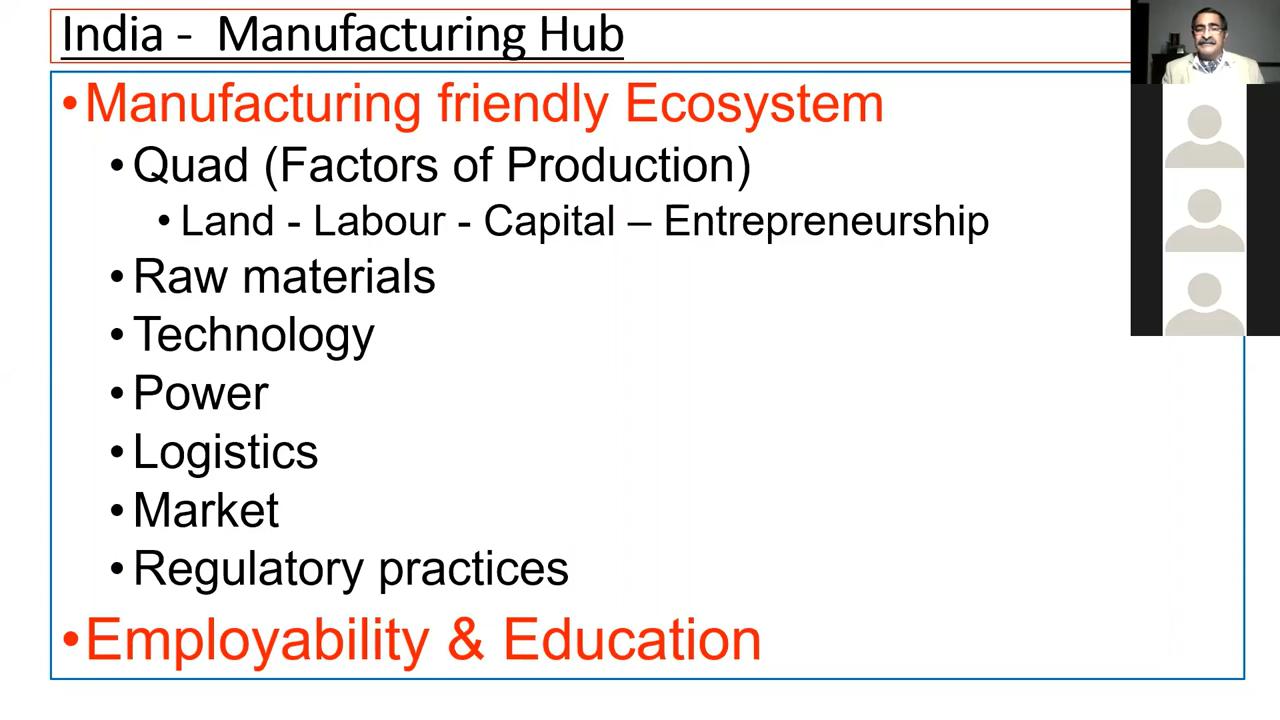 India -  Manufacturing Hub
•Manufacturing friendly Ecosystem
•Quad (Factors of Production)
•Land - Labour - Capital – Entrepreneurship
•Raw materials
•Technology
•Power
•Logistics
•Market
•Regulatory practices
•Employability & Education